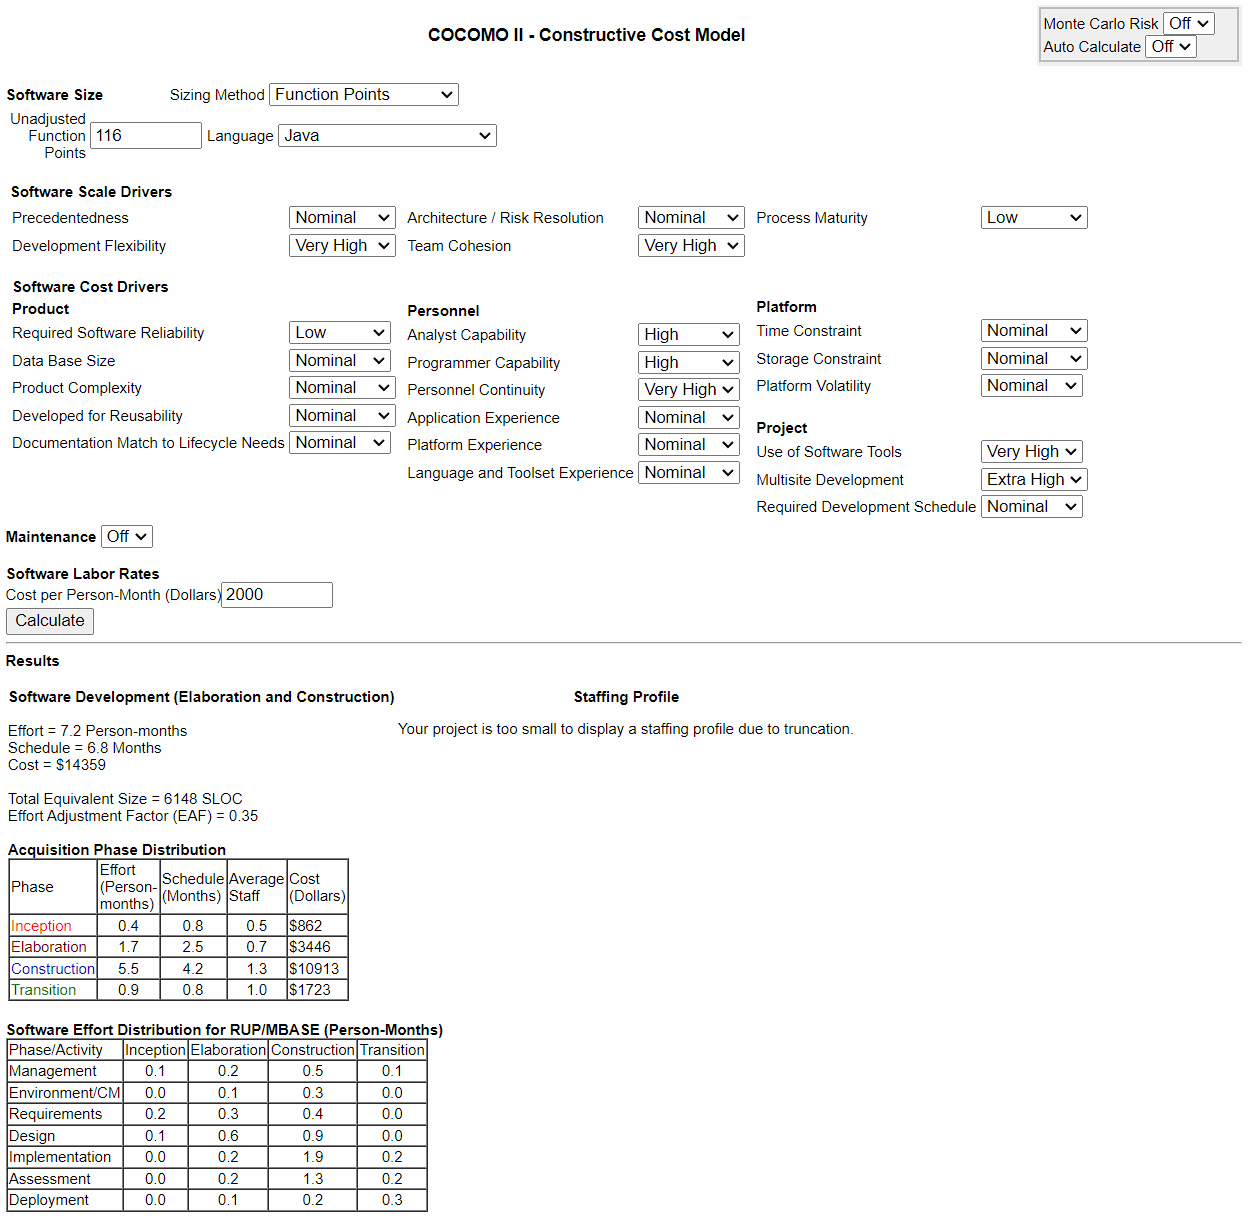 COCOMO II - Constructive Cost Model
Monte Carlo Risk Off
Auto Calculate Off
Software Size Sizing Method Function Points
Unadjusted
Function
Points 116 Language Java
Software Scale Drivers
Precedentedness Nominal Architecture / Risk Resolution Nominal Process Maturity Low
Development Flexibility Very High Team Cohesion Very High
Software Cost Drivers
Product
Required Software Reliability Low
Data Base Size Nominal
Product Complexity Nominal
Developed for Reusability Nominal
Documentation Match to Lifecycle Needs Nominal
Personnel
Analyst Capability High
Programmer Capability High
Personnel Continuity Very High
Application Experience Nominal
Platform Experience Nominal
Language and Toolset Experience Nominal
Platform
Time Constraint Nominal
Storage Constraint Nominal
Platform Volatility Nominal
Project
Use of Software Tools Very High
Multisite Development Extra High
Required Development Schedule Nominal
Maintenance Off
Software Labor Rates
Cost per Person-Month (Dollars) 2000
Calculate
Results
Software Development (Elaboration and Construction)
Effort = 7.2 Person-months
Schedule = 6.8 Months
Cost = $14359
Total Equivalent Size = 6148 SLOC
Effort Adjustment Factor (EAF) = 0.35
Staffing Profile
Your project is too small to display a staffing profile due to truncation.
Acquisition Phase Distribution
Phase Effort (Person-months) Schedule (Months) Average Staff Cost (Dollars)
Inception 0.4 0.8 0.5 $862
Elaboration 1.7 2.5 0.7 $3446
Construction 5.5 4.2 1.3 $10913
Transition 0.9 0.8 1.0 $1723
Software Effort Distribution for RUP/MBASE (Person-Months)
Phase/Activity Inception Elaboration Construction Transition
Management 0.1 0.2 0.5 0.1
Environment/CM 0.0 0.1 0.3 0.0
Requirements 0.2 0.3 0.4 0.0
Design 0.1 0.6 0.9 0.0
Implementation 0.0 0.2 1.9 0.2
Assessment 0.0 0.2 1.3 0.2
Deployment 0.0 0.1 0.2 0.3